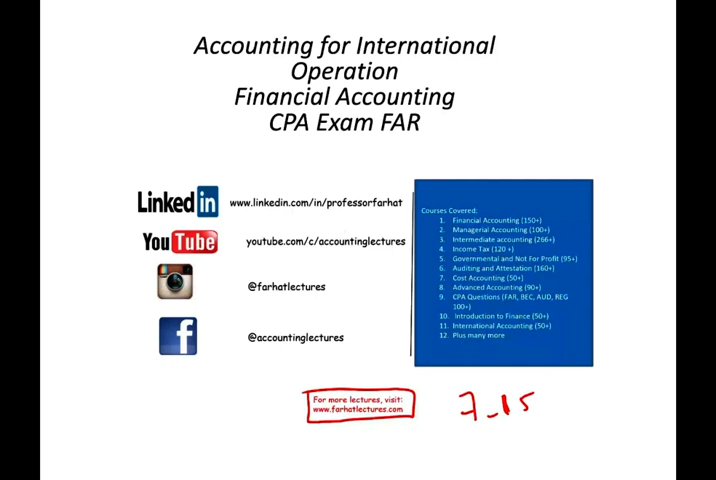 Accounting for International
Operation
Financial Accounting
CPA Exam FAR
Linked in www.linkedin.com/in/professorfarhat
YouTube youtube.com/c/accountinglectures
@farhatlectures
f @accountinglectures
Courses Covered:
1. Financial Accounting (150+)
2. Managerial Accounting (100+)
3. Intermediate accounting (266+)
4. Income Tax (120 +)
5. Governmental and Not For Profit (95+)
6. Auditing and Attestation (160+)
7. Cost Accounting (50+)
8. Advanced Accounting (90+)
9. CPA Questions (FAR, BEC, AUD, REG
100+)
10. Introduction to Finance (50+)
11. International Accounting (50+)
12. Plus many more
For more lectures, visit:
www.farhatlectures.com
7-15